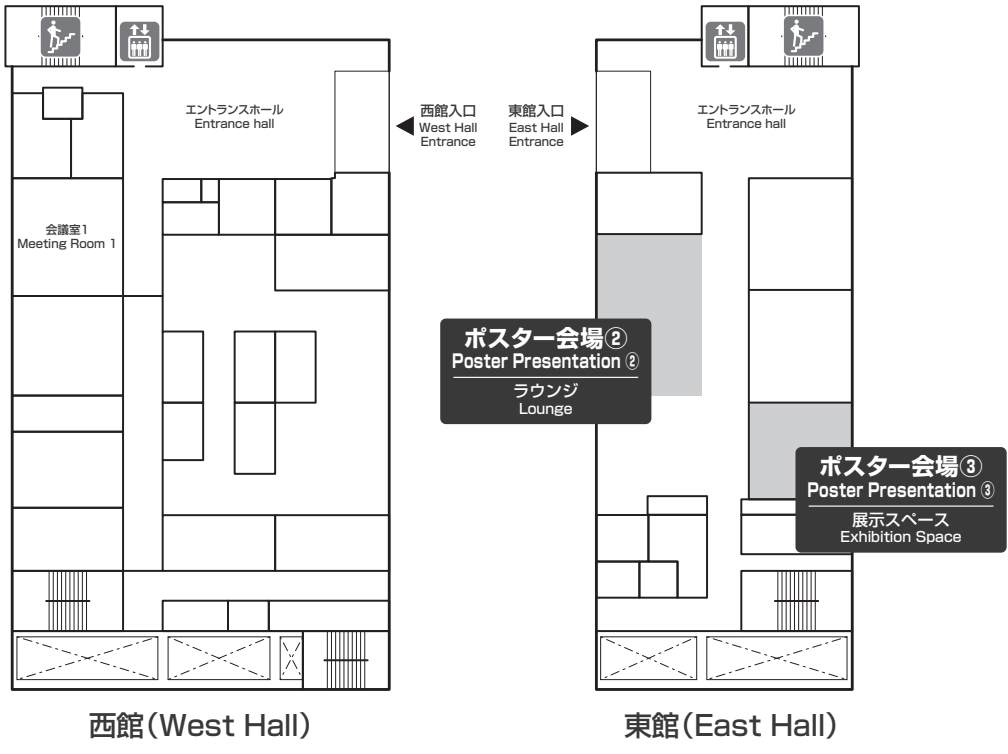 エントランスホール
Entrance hall
西館入口
West Hall
Entrance
東館入口
East Hall
Entrance
エントランスホール
Entrance hall
会議室1
Meeting Room 1
ポスター会場②
Poster Presentation ②
ラウンジ
Lounge
ポスター会場③
Poster Presentation ③
展示スペース
Exhibition Space
西館(West Hall)
東館(East Hall)